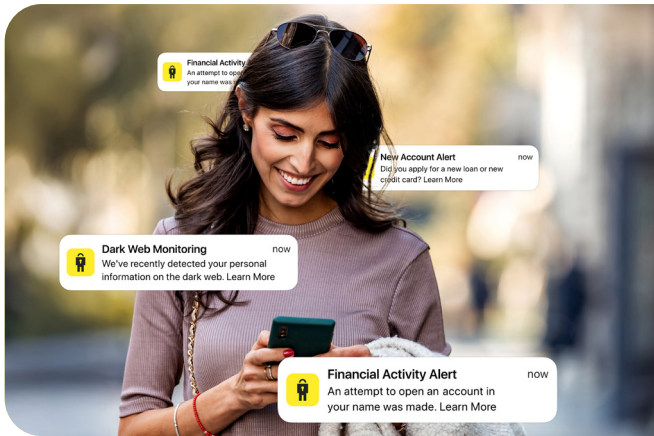 Financial Activity
An attempt to ope
your name was
New Account Alert now
Did you apply for a new loan or new
credit card? Learn More
Dark Web Monitoring now
We've recently detected your personal
information on the dark web. Learn More
Financial Activity Alert now
An attempt to open an account in
your name was made. Learn More